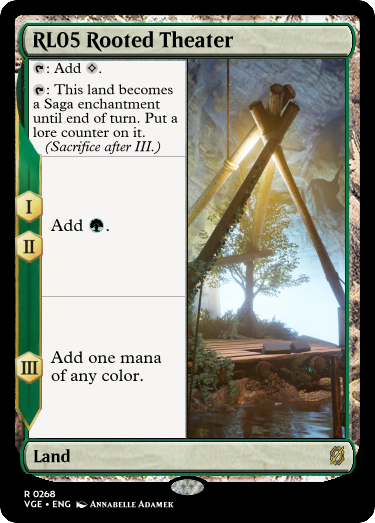 RL05 Rooted Theater
: Add .
: This land becomes
a Saga enchantment
until end of turn. Put a
lore counter on it.
(Sacrifice after III.)
I
II
Add .
III
Add one mana
of any color.
Land
R 0268
VGE • ENG Annabelle Adamek